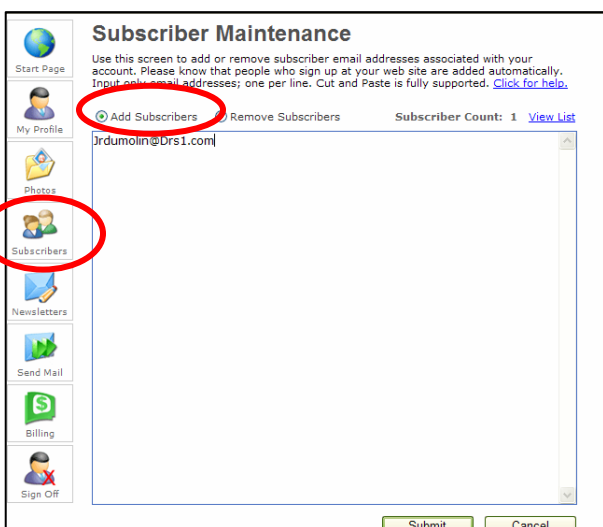 Subscriber Maintenance
Use this screen to add or remove subscriber email addresses associated with your
account. Please know that people who sign up at your web site are added automatically.
Input only email addresses; one per line. Cut and Paste is fully supported. Click for help.
Add Subscribers Remove Subscribers Subscriber Count: 1 View List
Jrdumolin@Drs1.com
Start Page
My Profile
Photos
Subscribers
Newsletters
Send Mail
Billing
Sign Off
Submit Cancel